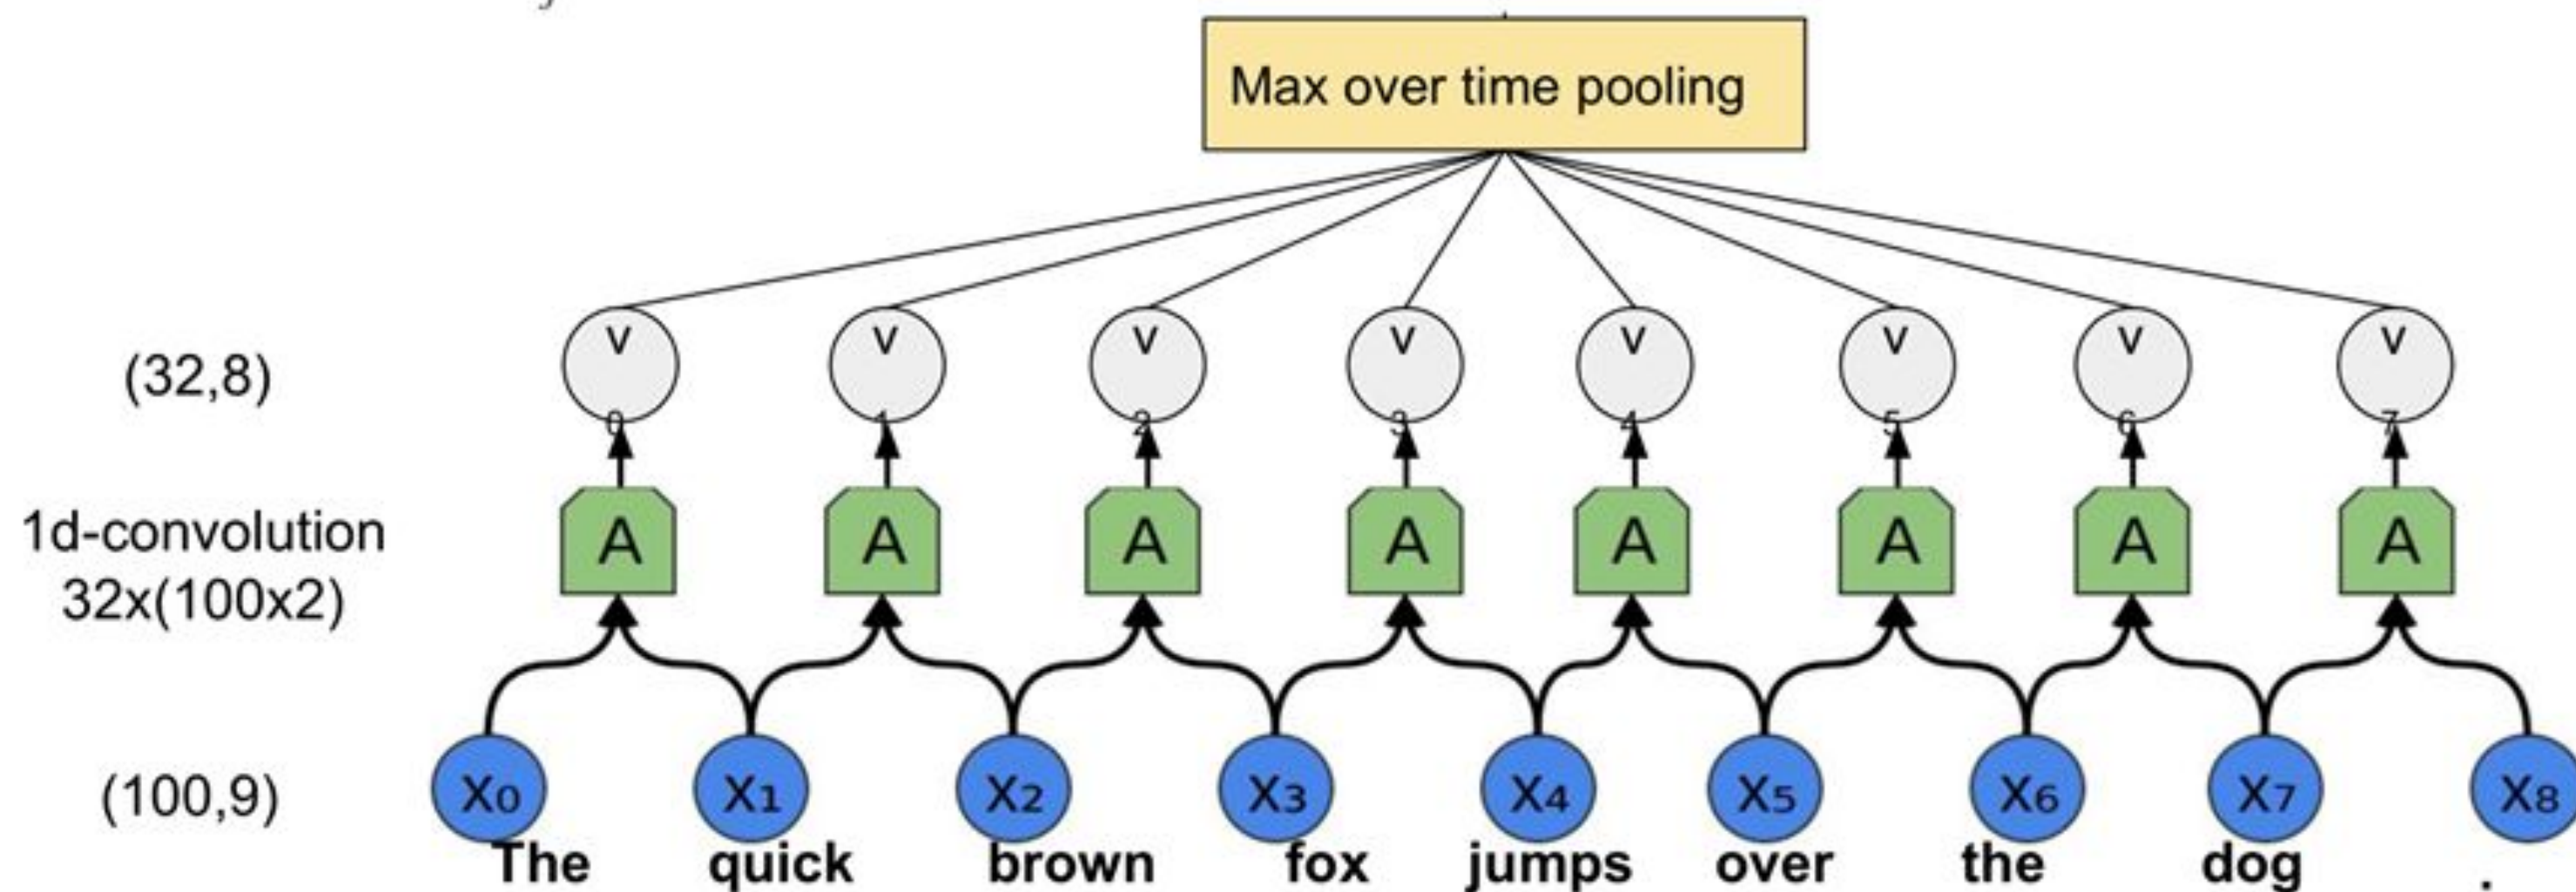 Max over time pooling
(32,8)
v v v v v v v v
0 1 2 3 4 5 6 7
1d-convolution
32x(100x2)
A A A A A A A A
(100,9)
X₀ X₁ X₂ X₃ X₄ X₅ X₆ X₇ X₈
The quick brown fox jumps over the dog .